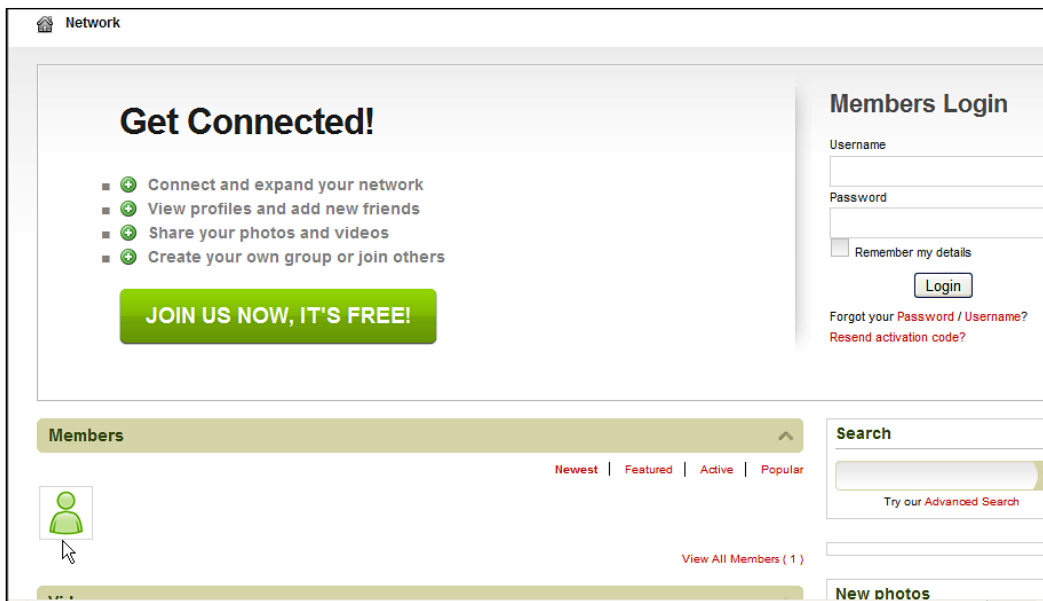 Network
Get Connected!
Connect and expand your network
View profiles and add new friends
Share your photos and videos
Create your own group or join others
JOIN US NOW, IT'S FREE!
Members Login
Username
Password
Remember my details
Login
Forgot your Password / Username?
Resend activation code?
Members
Newest | Featured | Active | Popular
View All Members ( 1 )
Search
Try our Advanced Search
New photos